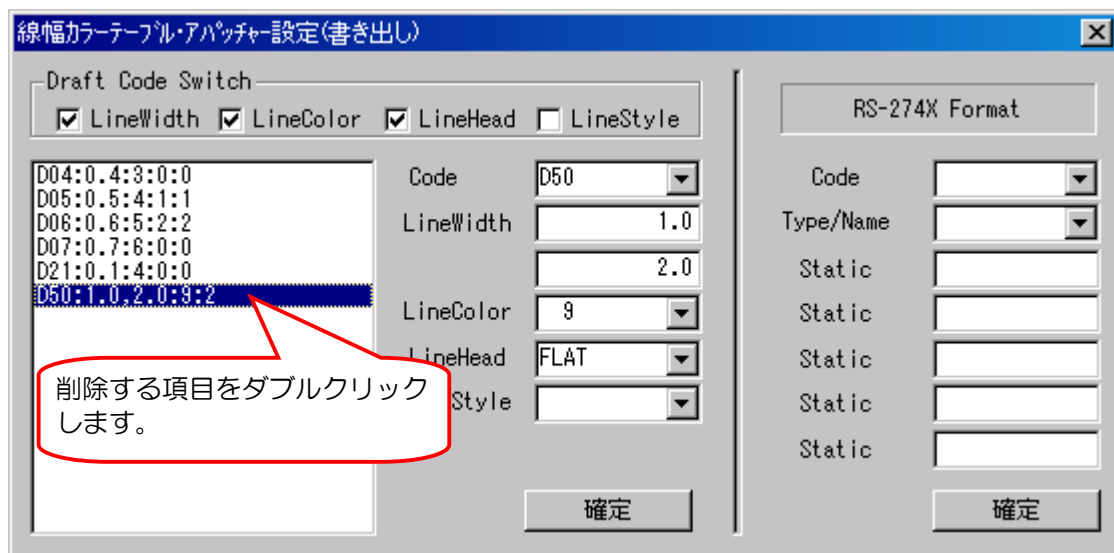 線幅ｶﾗｰﾃｰﾌﾞﾙ･ｱﾊﾟｯﾁｬｰ設定(書き出し)
Draft Code Switch
LineWidth LineColor LineHead LineStyle
D04:0.4:3:0:0
D05:0.5:4:1:1
D06:0.6:5:2:2
D07:0.7:6:0:0
D21:0.1:4:0:0
D50:1.0,2.0:9:2
削除する項目をダブルクリック
します。
Code D50
LineWidth 1.0
2.0
LineColor 9
LineHead FLAT
Style
確定
RS-274X Format
Code
Type/Name
Static
Static
Static
Static
Static
確定